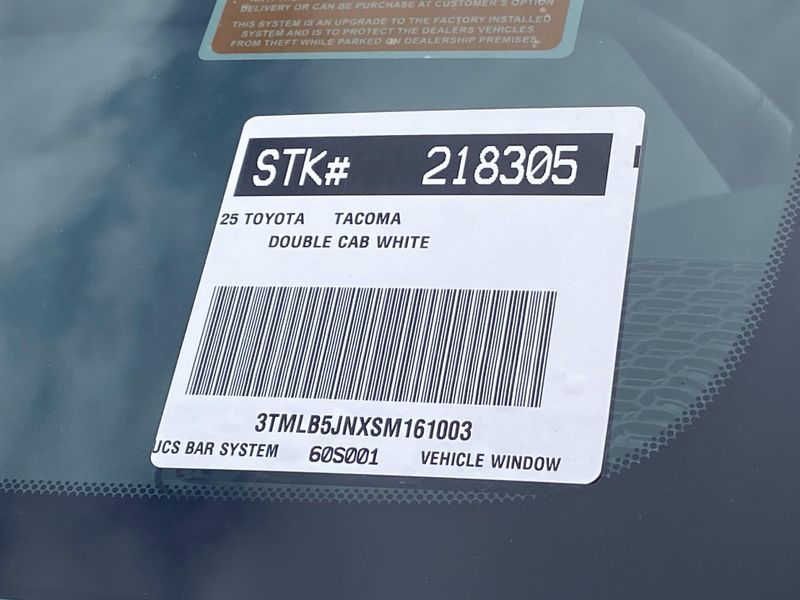 DELIVERY OR CAN BE PURCHASE AT CUSTOMER'S OPTION
THIS SYSTEM IS AN UPGRADE TO THE FACTORY INSTALLED
SYSTEM AND IS TO PROTECT THE DEALERS VEHICLES
FROM THEFT WHILE PARKED ON DEALERSHIP PREMISES
STK# 218305
25 TOYOTA TACOMA
DOUBLE CAB WHITE
3TMLB5JNXSM161003
UCS BAR SYSTEM 60S001 VEHICLE WINDOW